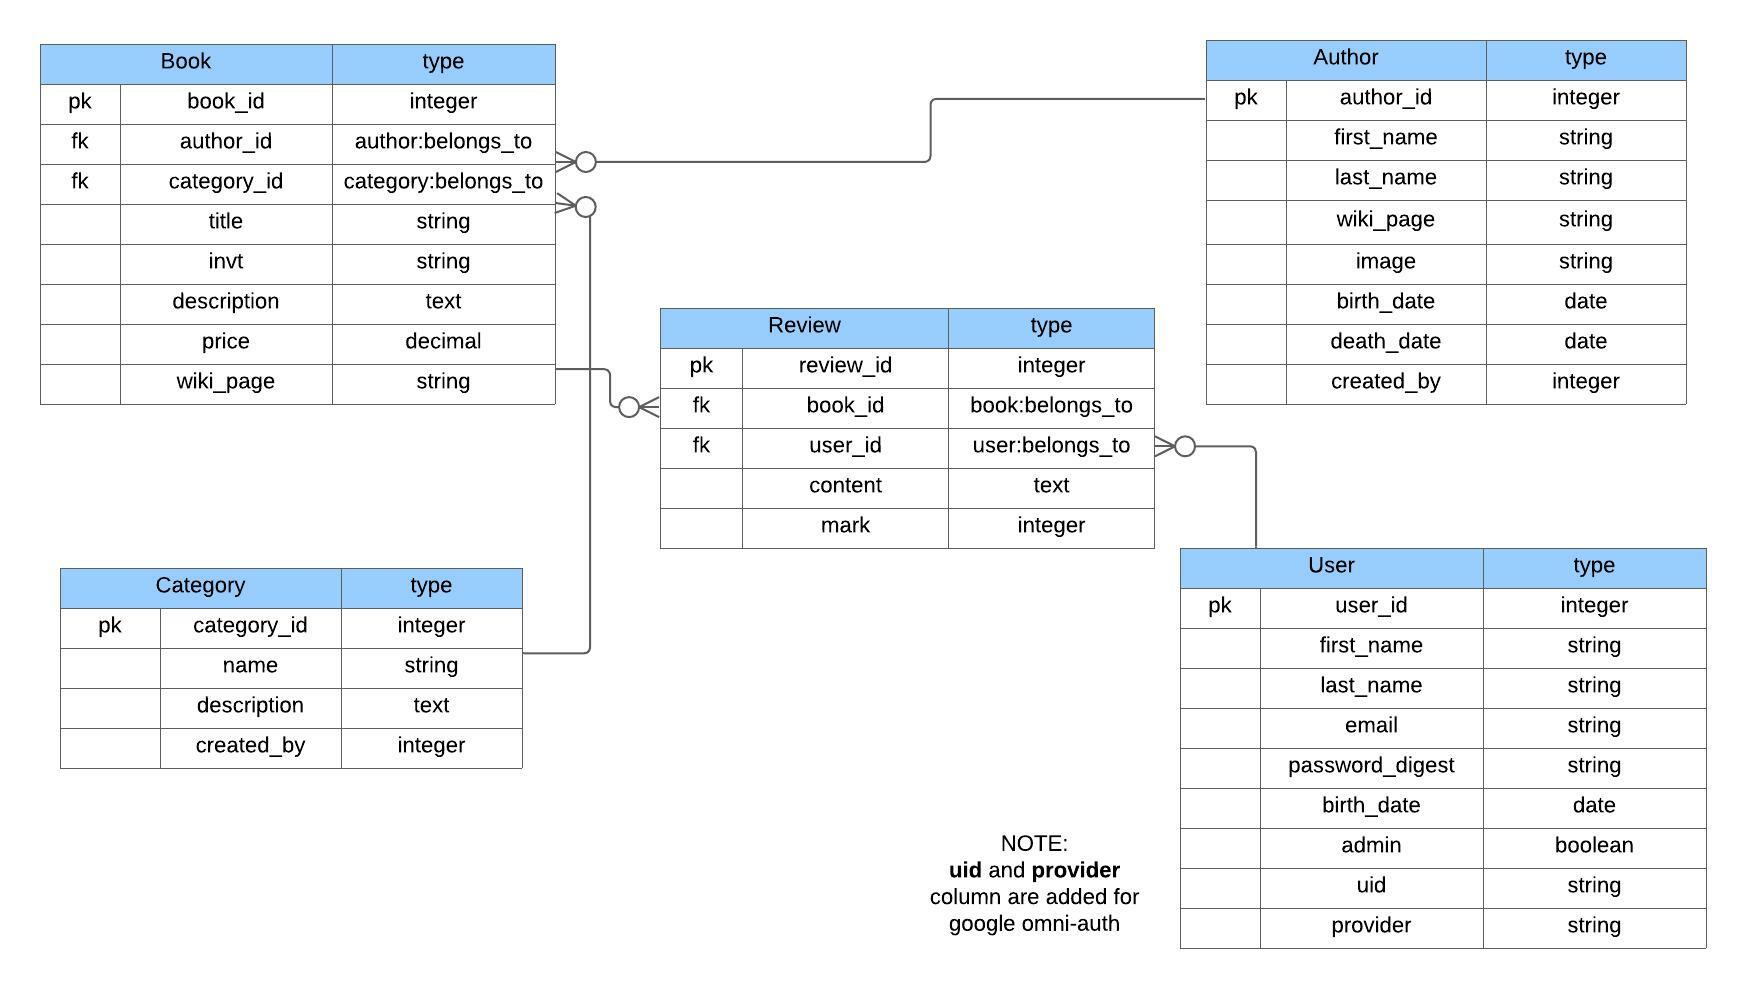 Book type
pk book_id integer
fk author_id author:belongs_to
fk category_id category:belongs_to
title string
invt string
description text
price decimal
wiki_page string
Author type
pk author_id integer
first_name string
last_name string
wiki_page string
image string
birth_date date
death_date date
created_by integer
Review type
pk review_id integer
fk book_id book:belongs_to
fk user_id user:belongs_to
content text
mark integer
Category type
pk category_id integer
name string
description text
created_by integer
User type
pk user_id integer
first_name string
last_name string
email string
password_digest string
birth_date date
admin boolean
uid string
provider string
NOTE:
uid and provider
column are added for
google omni-auth